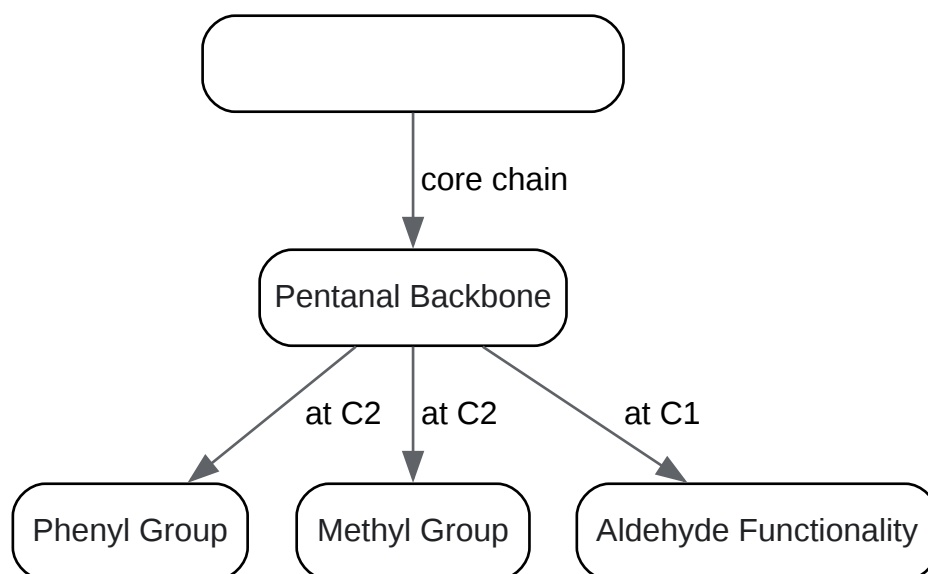 core chain
Pentanal Backbone
at C2
at C2
at C1
Phenyl Group
Methyl Group
Aldehyde Functionality